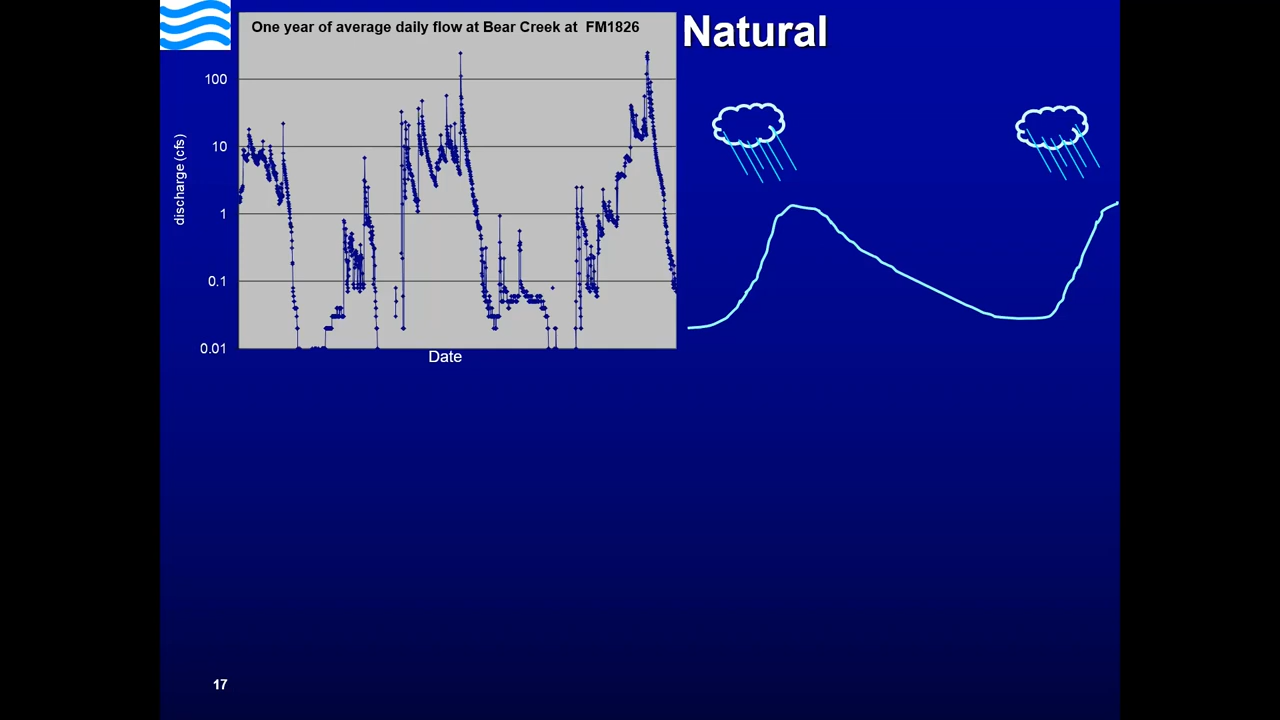 One year of average daily flow at Bear Creek at FM1826
Natural
discharge (cfs)
100
10
1
0.1
0.01
Date
17